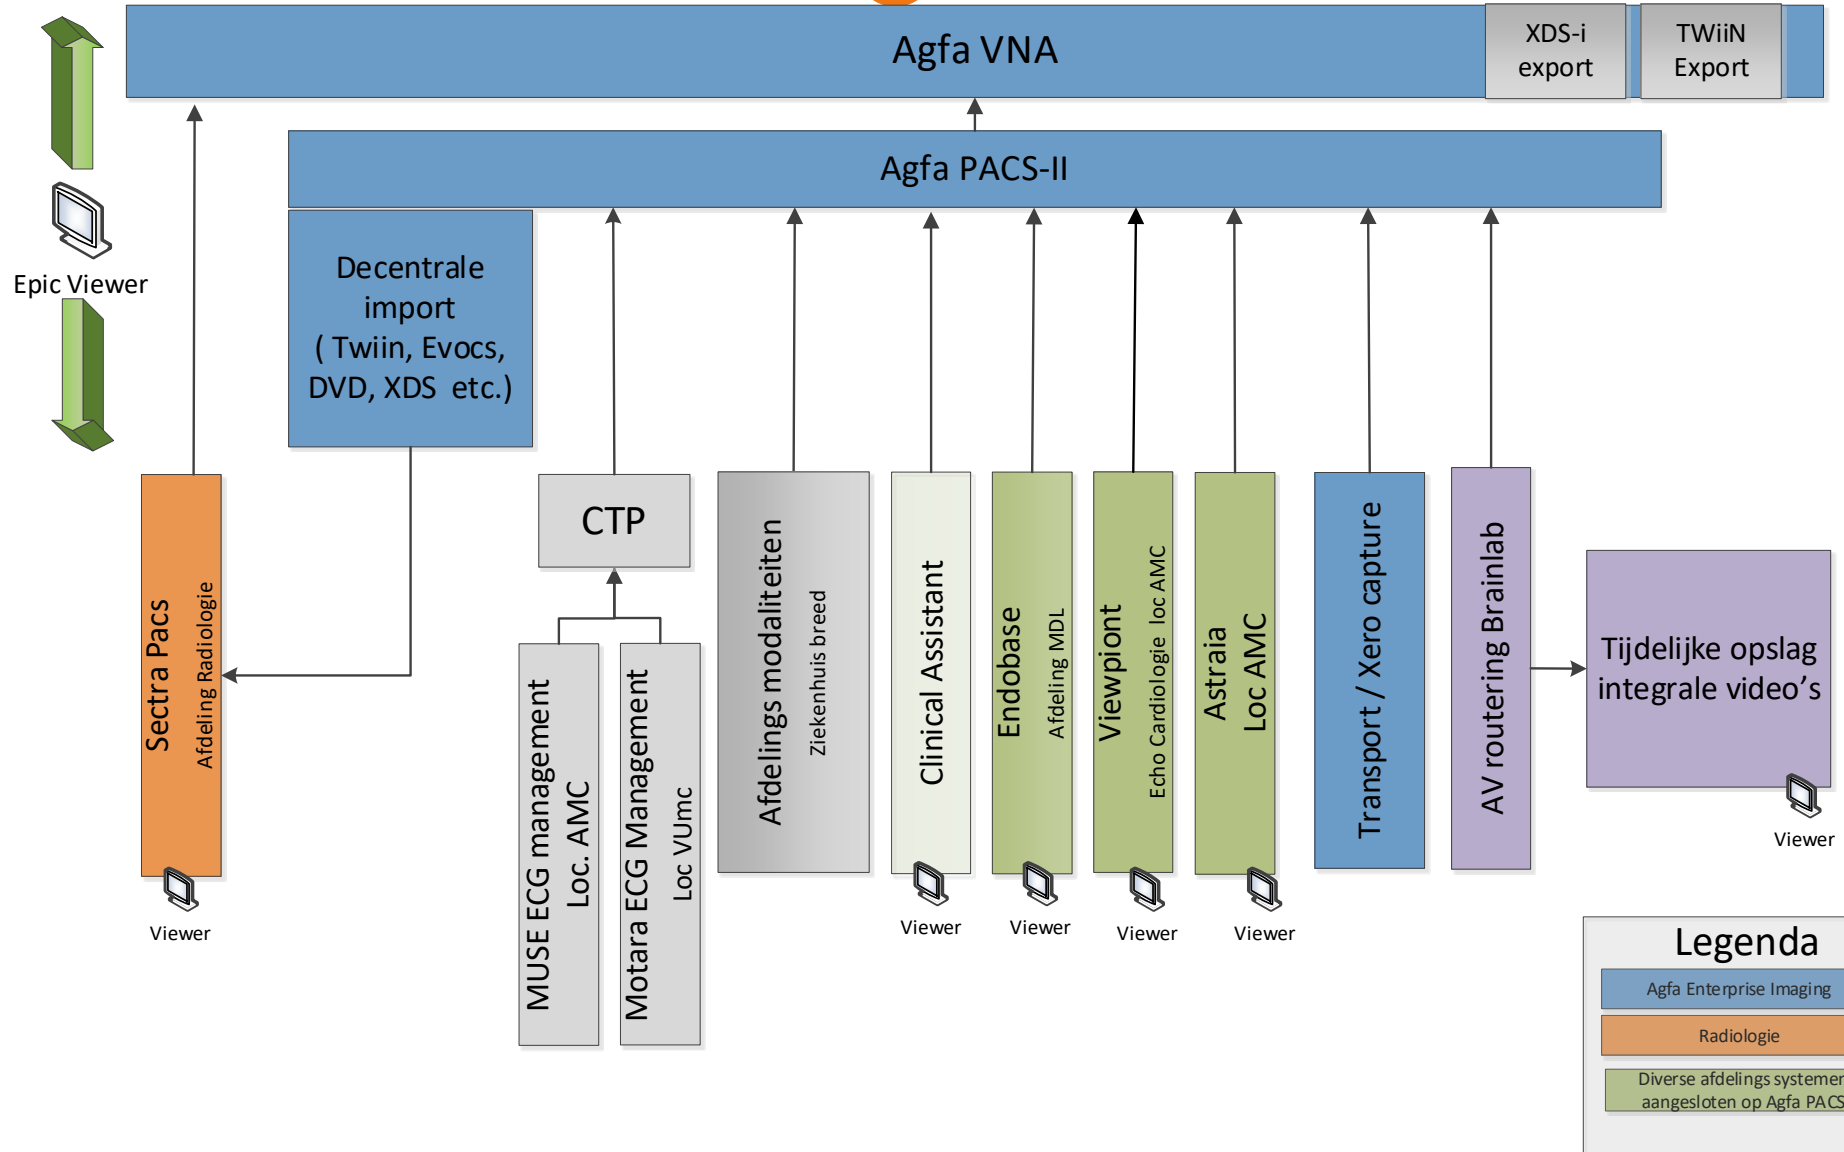 Agfa VNA
XDS-i
export
TWiiN
Export
Agfa PACS-II
Epic Viewer
Decentrale
import
( Twiin, Evocs,
DVD, XDS etc.)
Sectra Pacs
Afdeling Radiologie
Viewer
CTP
MUSE ECG management
Loc. AMC
Motara ECG Management
Loc VUmc
Afdelings modaliteiten
Ziekenhuis breed
Clinical Assistant
Viewer
Endobase
Afdeling MDL
Viewer
Viewpiont
Echo Cardiologie loc AMC
Viewer
Astraia
Loc AMC
Viewer
Transport / Xero capture
AV routering Brainlab
Tijdelijke opslag
integrale video’s
Viewer
Legenda
Agfa Enterprise Imaging
Radiologie
Diverse afdelings systemen
aangesloten op Agfa PACS